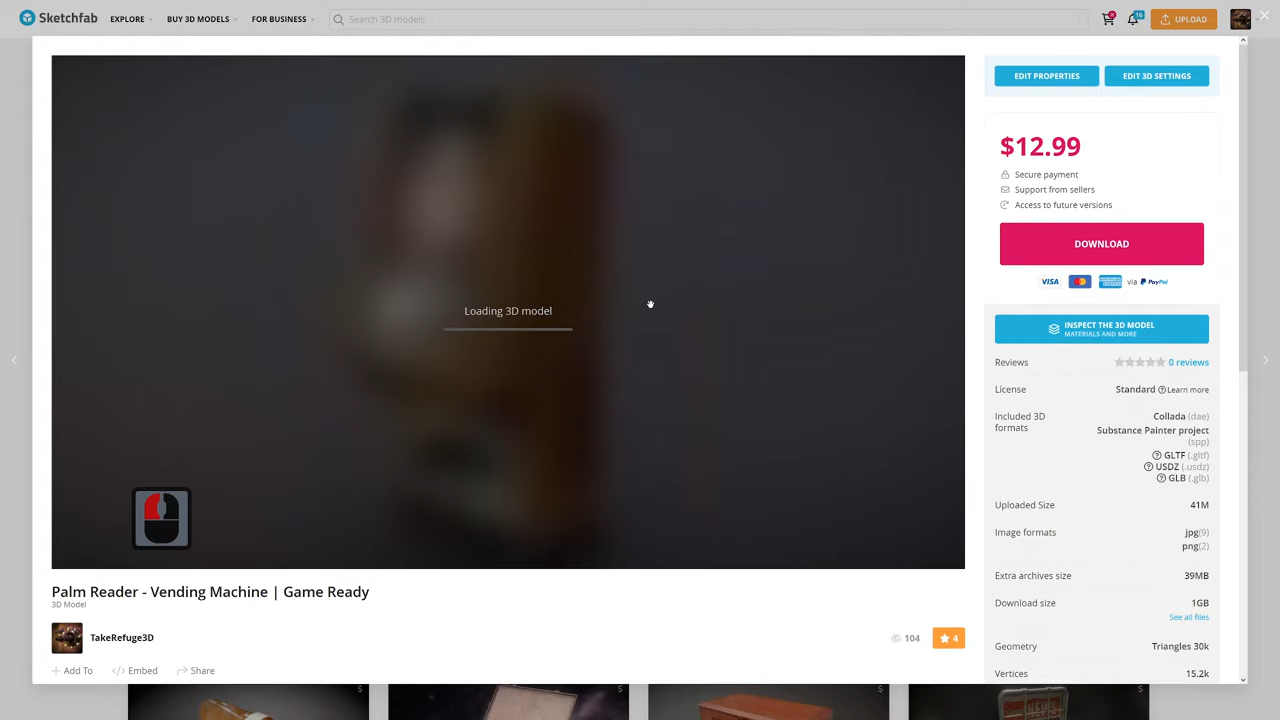 Sketchfab
EXPLORE
BUY 3D MODELS
FOR BUSINESS
Search 3D models
16
UPLOAD
Loading 3D model
Palm Reader - Vending Machine | Game Ready
3D Model
TakeRefuge3D
104
4
Add To
Embed
Share
EDIT PROPERTIES
EDIT 3D SETTINGS
$12.99
Secure payment
Support from sellers
Access to future versions
DOWNLOAD
VISA
AMERICAN EXPRESS
via PayPal
INSPECT THE 3D MODEL
MATERIALS AND MORE
Reviews 0 reviews
License Standard Learn more
Included 3D formats
Collada (dae)
Substance Painter project (spp)
GLTF (.gltf)
USDZ (.usdz)
GLB (.glb)
Uploaded Size 41M
Image formats jpg(9)
png(2)
Extra archives size 39MB
Download size 1GB
See all files
Geometry Triangles 30k
Vertices 15.2k